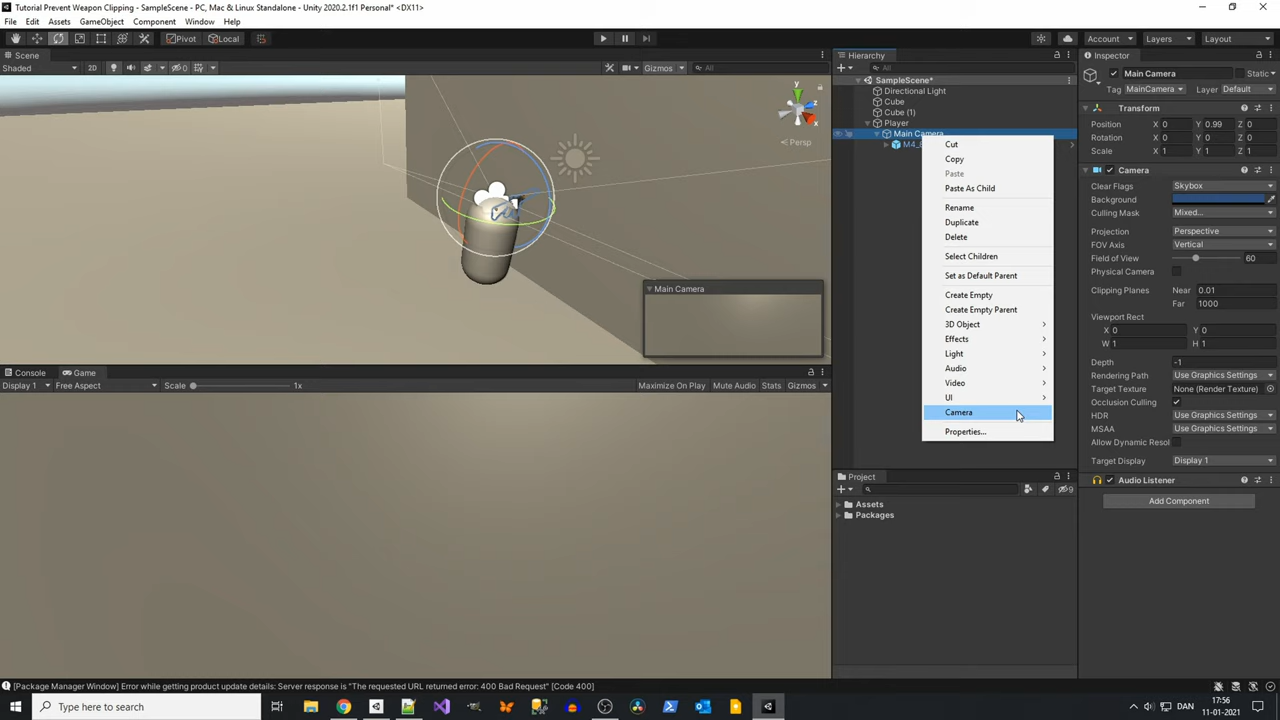 Tutorial Prevent Weapon Clipping - SampleScene - PC, Mac & Linux Standalone - Unity 2020.2.1f1 Personal* <DX11>
File Edit Assets GameObject Component Window Help
Pivot Local Account Layers Layout
Scene
Shaded 2D 0 Gizmos All
y z x
Persp
Main Camera
Console Game
Display 1 Free Aspect Scale 1x Maximize On Play Mute Audio Stats Gizmos
Hierarchy
All
SampleScene*
Directional Light
Cube
Cube (1)
Player
Main Camera
Cut
Copy
Paste
Paste As Child
Rename
Duplicate
Delete
Select Children
Set as Default Parent
Create Empty
Create Empty Parent
3D Object
Effects
Light
Audio
Video
UI
Camera
Properties...
Project
9
Assets
Packages
Inspector
Main Camera Static
Tag MainCamera Layer Default
Transform
Position X 0 Y 0.99 Z 0
Rotation X 0 Y 0 Z 0
Scale X 1 Y 1 Z 1
Camera
Clear Flags Skybox
Background
Culling Mask Mixed...
Projection Perspective
FOV Axis Vertical
Field of View 60
Physical Camera
Clipping Planes Near 0.01
Far 1000
Viewport Rect
X 0 Y 0
W 1 H 1
Depth -1
Rendering Path Use Graphics Settings
Target Texture None (Render Texture)
Occlusion Culling
HDR Use Graphics Settings
MSAA Use Graphics Settings
Allow Dynamic Resol
Target Display Display 1
Audio Listener
Add Component
[Package Manager Window] Error while getting product update details: Server response is "The requested URL returned error: 400 Bad Request" [Code 400]
Type here to search
DAN
17:56
11-01-2021